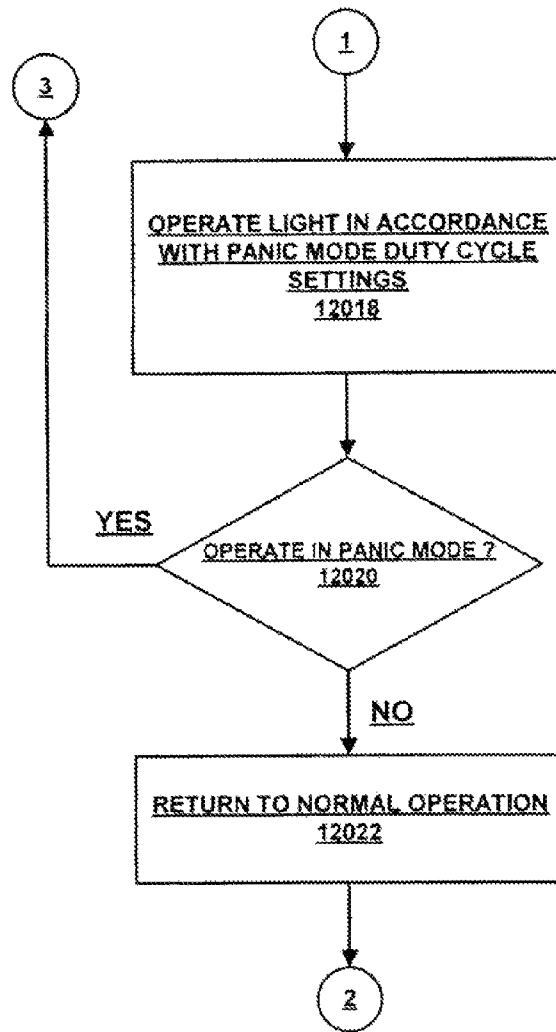 1
3
OPERATE LIGHT IN ACCORDANCE
WITH PANIC MODE DUTY CYCLE
SETTINGS
12018
YES
OPERATE IN PANIC MODE ?
12020
NO
RETURN TO NORMAL OPERATION
12022
2